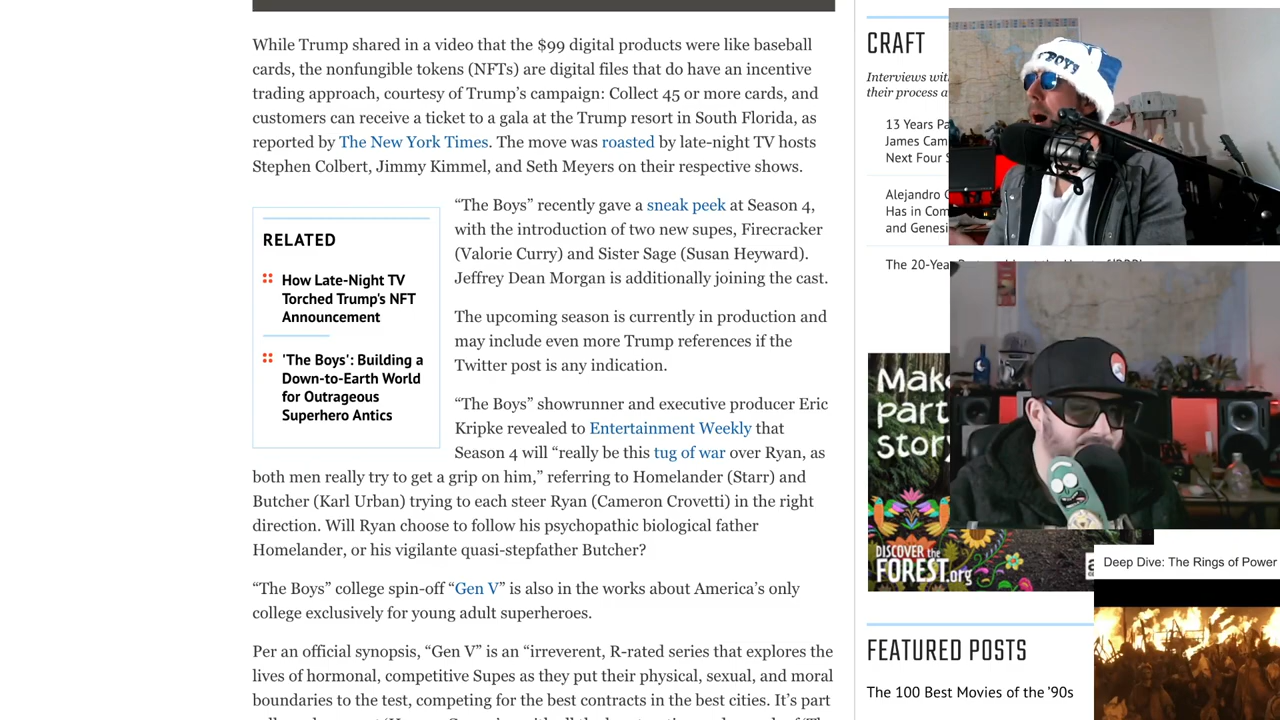 While Trump shared in a video that the $99 digital products were like baseball
cards, the nonfungible tokens (NFTs) are digital files that do have an incentive
trading approach, courtesy of Trump’s campaign: Collect 45 or more cards, and
customers can receive a ticket to a gala at the Trump resort in South Florida, as
reported by The New York Times. The move was roasted by late-night TV hosts
Stephen Colbert, Jimmy Kimmel, and Seth Meyers on their respective shows.
RELATED
How Late-Night TV
Torched Trump's NFT
Announcement
'The Boys': Building a
Down-to-Earth World
for Outrageous
Superhero Antics
“The Boys” recently gave a sneak peek at Season 4,
with the introduction of two new supes, Firecracker
(Valorie Curry) and Sister Sage (Susan Heyward).
Jeffrey Dean Morgan is additionally joining the cast.
The upcoming season is currently in production and
may include even more Trump references if the
Twitter post is any indication.
“The Boys” showrunner and executive producer Eric
Kripke revealed to Entertainment Weekly that
Season 4 will “really be this tug of war over Ryan, as
both men really try to get a grip on him,” referring to Homelander (Starr) and
Butcher (Karl Urban) trying to each steer Ryan (Cameron Crovetti) in the right
direction. Will Ryan choose to follow his psychopathic biological father
Homelander, or his vigilante quasi-stepfather Butcher?
“The Boys” college spin-off “Gen V” is also in the works about America’s only
college exclusively for young adult superheroes.
Per an official synopsis, “Gen V” is an “irreverent, R-rated series that explores the
lives of hormonal, competitive Supes as they put their physical, sexual, and moral
boundaries to the test, competing for the best contracts in the best cities. It’s part
CRAFT
Interviews wit
their process a
13 Years Pa
James Cam
Next Four S
Alejandro G
Has in Com
and Genesi
The 20-Yea
Make
part
story
DISCOVER the
FOREST.org
Deep Dive: The Rings of Power
FEATURED POSTS
The 100 Best Movies of the ’90s